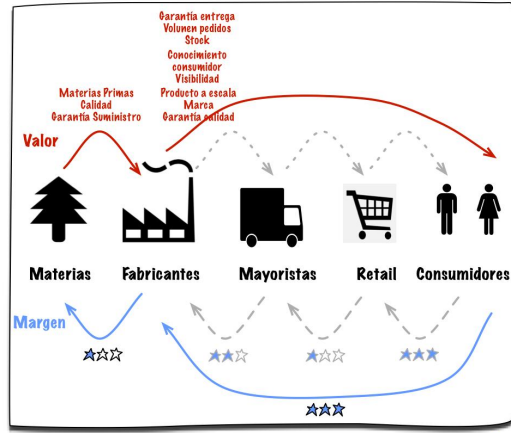 Garantía entrega
Volunen pedidos
Stock
Conocimiento
consumidor
Visibilidad
Producto a escala
Marca
Garantía calidad
Materias Primas
Calidad
Garantía Suministro
Valor
Materias
Fabricantes
Mayoristas
Retail
Consumidores
Margen